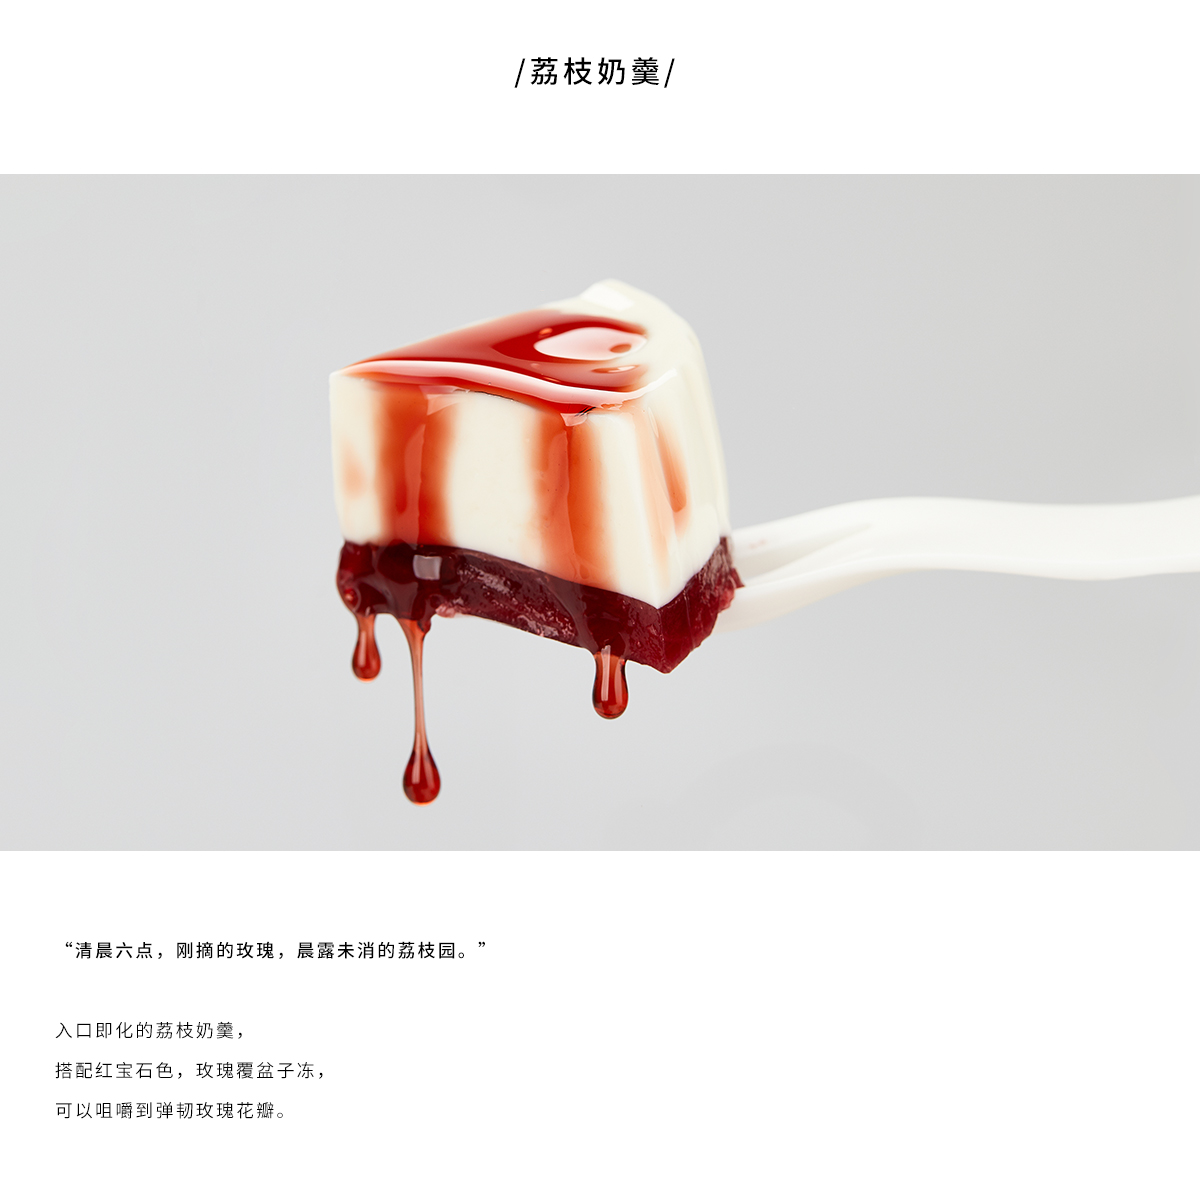 /荔枝奶羹/
“清晨六点，刚摘的玫瑰，晨露未消的荔枝园。”
入口即化的荔枝奶羹，
搭配红宝石色，玫瑰覆盆子冻，
可以咀嚼到弹韧玫瑰花瓣。